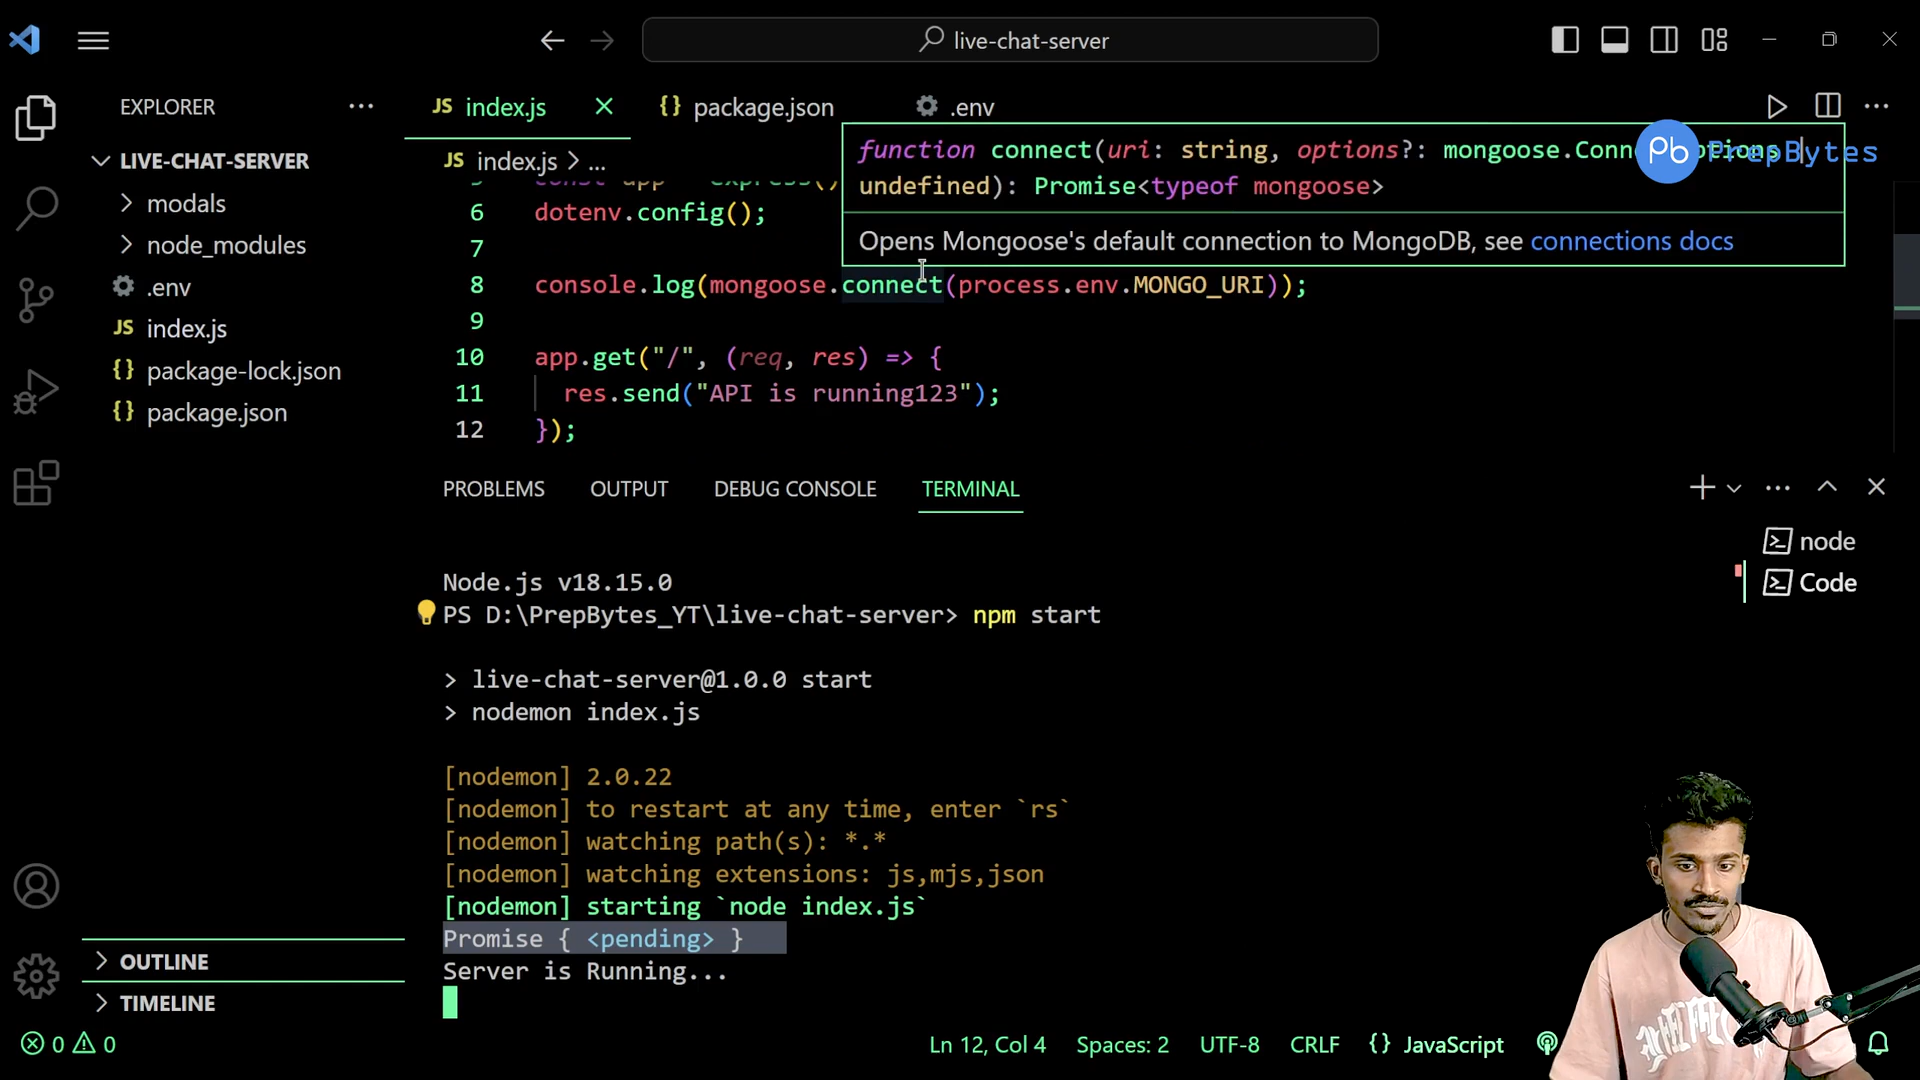 live-chat-server
EXPLORER
LIVE-CHAT-SERVER
modals
node_modules
.env
index.js
package-lock.json
package.json
OUTLINE
TIMELINE
JS index.js
{} package.json
.env
JS index.js > ...
function connect(uri: string, options?: mongoose.Conn
undefined): Promise<typeof mongoose>
Opens Mongoose's default connection to MongoDB, see connections docs
Pb PrepBytes
5 const app = express()
6 dotenv.config();
7
8 console.log(mongoose.connect(process.env.MONGO_URI));
9
10 app.get("/", (req, res) => {
11 res.send("API is running123");
12 });
PROBLEMS OUTPUT DEBUG CONSOLE TERMINAL
node
Code
Node.js v18.15.0
PS D:\PrepBytes_YT\live-chat-server> npm start
> live-chat-server@1.0.0 start
> nodemon index.js
[nodemon] 2.0.22
[nodemon] to restart at any time, enter `rs`
[nodemon] watching path(s): *.*
[nodemon] watching extensions: js,mjs,json
[nodemon] starting `node index.js`
Promise { <pending> }
Server is Running...
0 0
Ln 12, Col 4 Spaces: 2 UTF-8 CRLF {} JavaScript